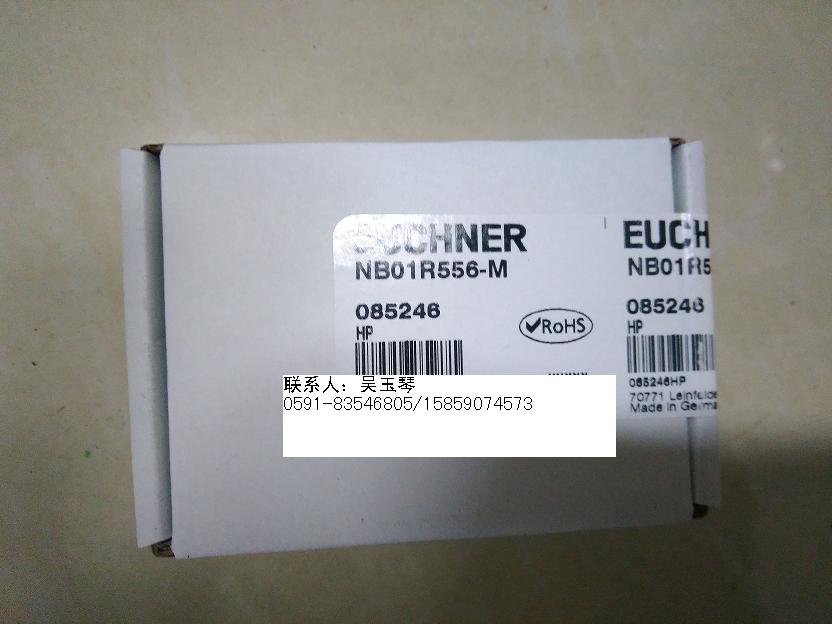 EUCHNER
NB01R556-M
085246
HP
RoHS
联系人：吴玉琴
0591-83546805/15859074573
EUCH
NB01R5
085246
HP
085246HP
70771 Leinfelde
Made in Germa